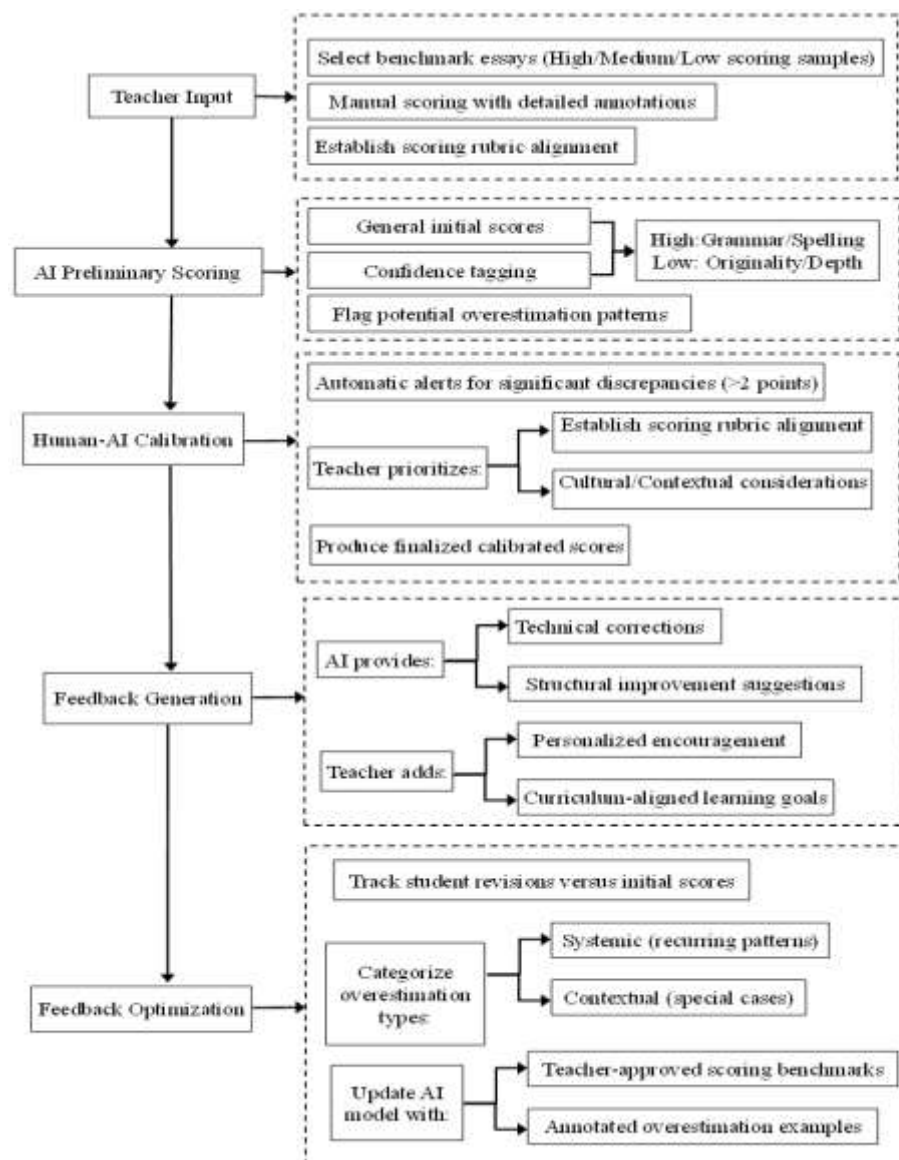 Teacher Input
Select benchmark essays (High/Medium/Low scoring samples)
Manual scoring with detailed annotations
Establish scoring rubric alignment
AI Preliminary Scoring
General initial scores
Confidence tagging
High:Grammar/Spelling
Low: Originality/Depth
Flag potential overestimation patterns
Human-AI Calibration
Automatic alerts for significant discrepancies (>2 points)
Teacher prioritizes:
Establish scoring rubric alignment
Cultural/Contextual considerations
Produce finalized calibrated scores
Feedback Generation
AI provides:
Technical corrections
Structural improvement suggestions
Teacher adds:
Personalized encouragement
Curriculum-aligned learning goals
Feedback Optimization
Track student revisions versus initial scores
Categorize
overestimation
types:
Systemic (recurring patterns)
Contextual (special cases)
Update AI
model with:
Teacher-approved scoring benchmarks
Annotated overestimation examples